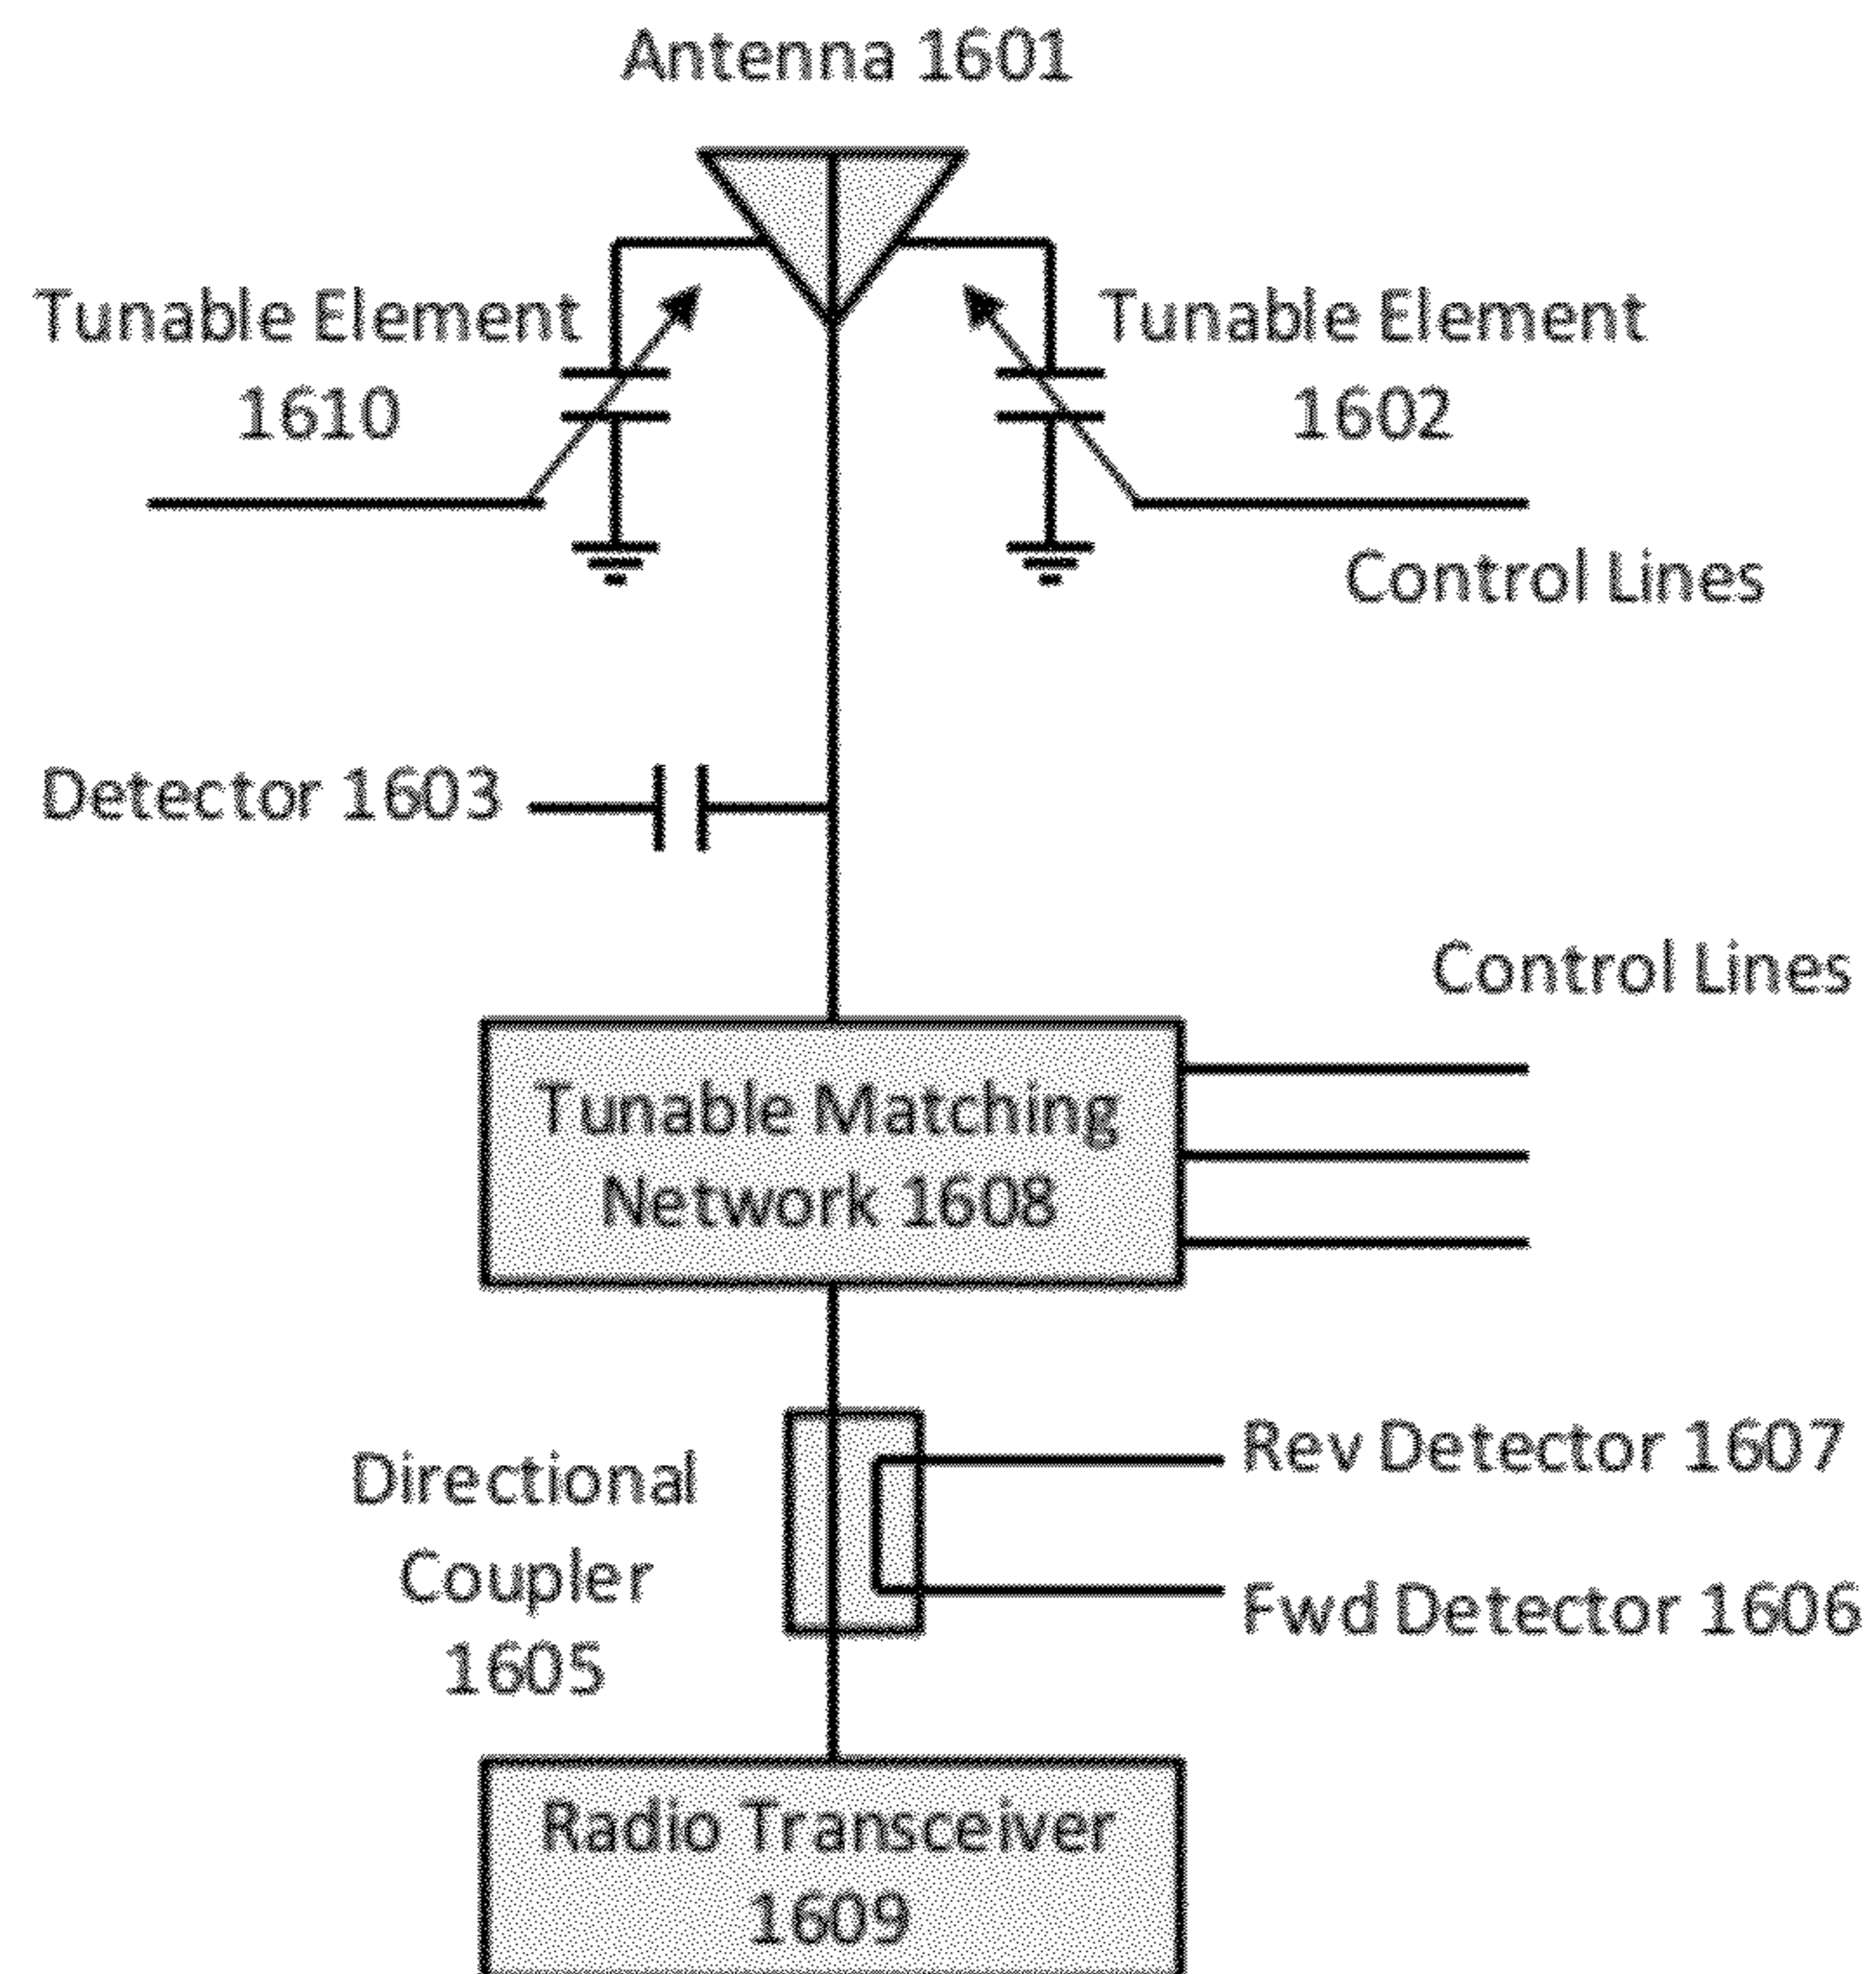 Antenna 1601
Tunable Element
1610
Tunable Element
1602
Control Lines
Detector 1603
Control Lines
Tunable Matching
Network 1608
Directional
Coupler
1605
Rev Detector 1607
Fwd Detector 1606
Radio Transceiver
1609